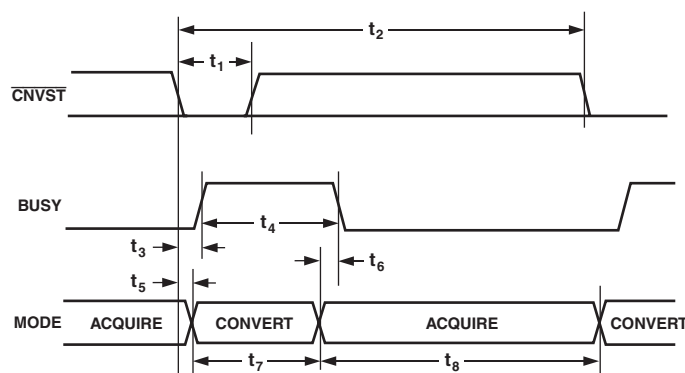 t2
t1
CNVST
BUSY
t4
t3
t6
t5
MODE ACQUIRE CONVERT ACQUIRE CONVERT
t7 t8